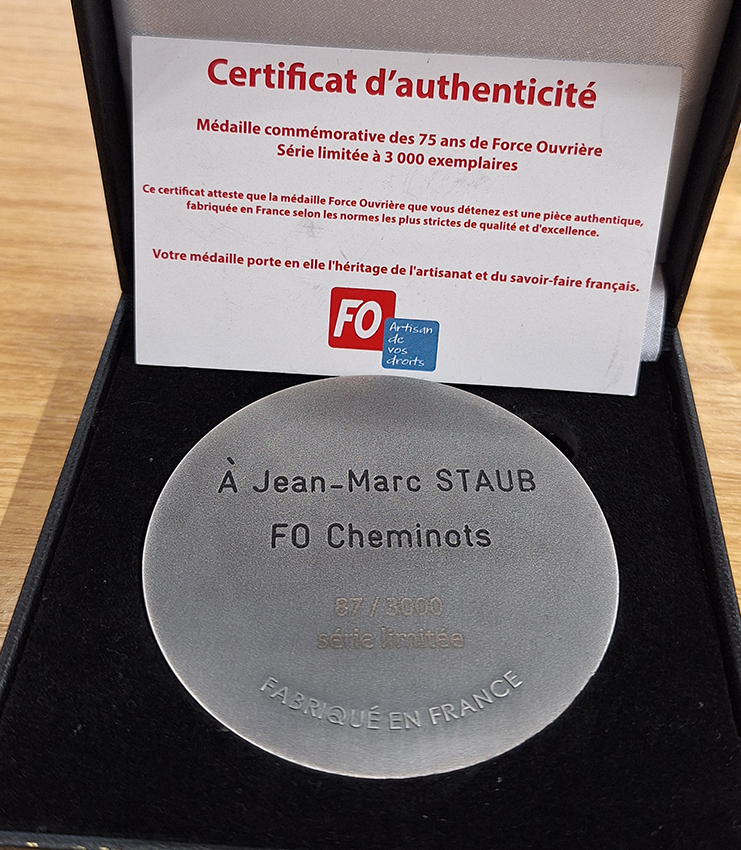 Certificat d'authenticité
Médaille commémorative des 75 ans de Force Ouvrière
Série limitée à 3 000 exemplaires
Ce certificat atteste que la médaille Force Ouvrière que vous détenez est une pièce authentique,
fabriquée en France selon les normes les plus strictes de qualité et d'excellence.
Votre médaille porte en elle l'héritage de l'artisanat et du savoir-faire français.
FO
Artisan
de
vos
droits
À Jean-Marc STAUB
FO Cheminots
87 / 3000
série limitée
FABRIQUÉ EN FRANCE